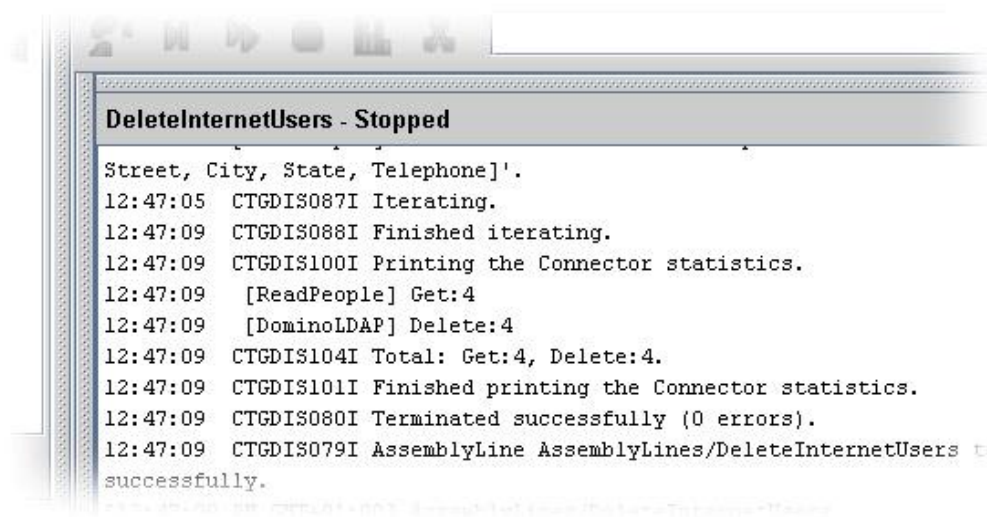 DeleteInternetUsers - Stopped
Street, City, State, Telephone]'.
12:47:05 CTGDIS087I Iterating.
12:47:09 CTGDIS088I Finished iterating.
12:47:09 CTGDIS100I Printing the Connector statistics.
12:47:09 [ReadPeople] Get:4
12:47:09 [DominoLDAP] Delete:4
12:47:09 CTGDIS104I Total: Get:4, Delete:4.
12:47:09 CTGDIS101I Finished printing the Connector statistics.
12:47:09 CTGDIS080I Terminated successfully (0 errors).
12:47:09 CTGDIS079I AssemblyLine AssemblyLines/DeleteInternetUsers
successfully.